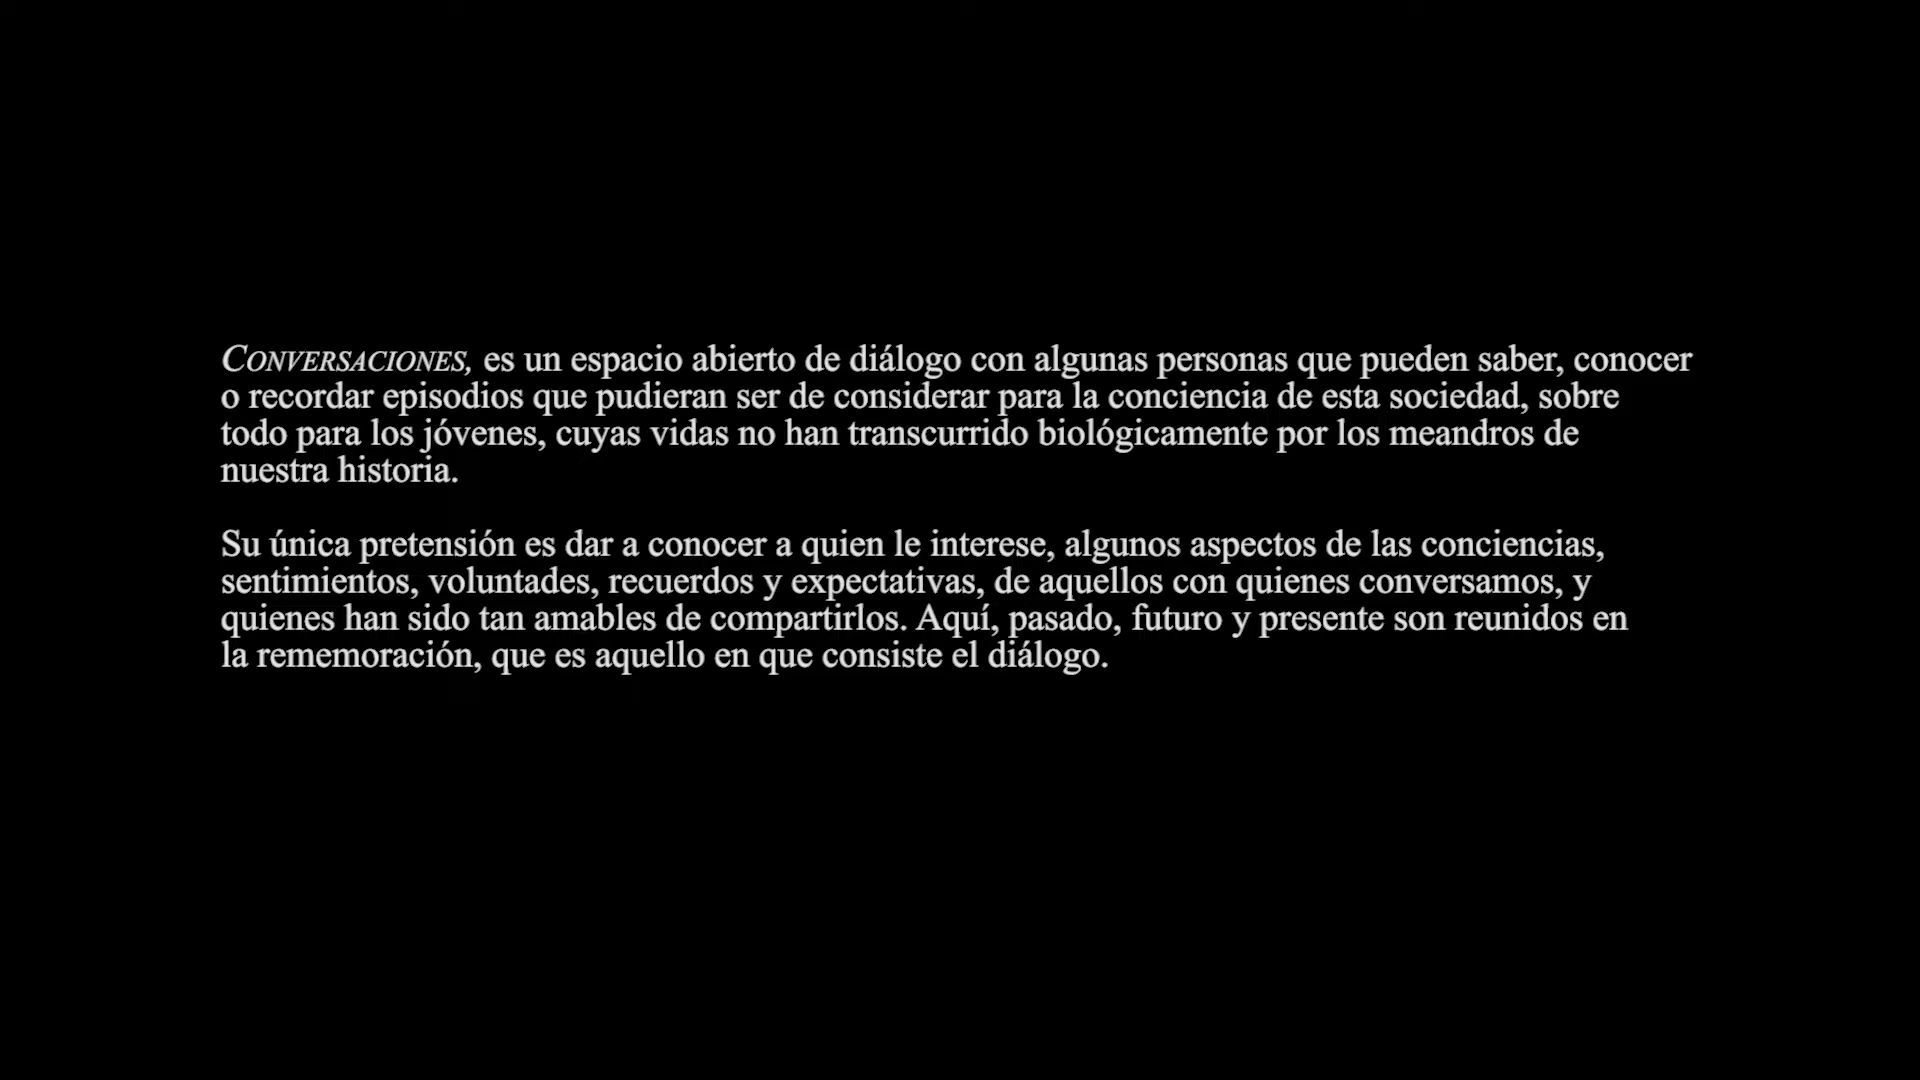 CONVERSACIONES, es un espacio abierto de diálogo con algunas personas que pueden saber, conocer
o recordar episodios que pudieran ser de considerar para la conciencia de esta sociedad, sobre
todo para los jóvenes, cuyas vidas no han transcurrido biológicamente por los meandros de
nuestra historia.
Su única pretensión es dar a conocer a quien le interese, algunos aspectos de las conciencias,
sentimientos, voluntades, recuerdos y expectativas, de aquellos con quienes conversamos, y
quienes han sido tan amables de compartirlos. Aquí, pasado, futuro y presente son reunidos en
la rememoración, que es aquello en que consiste el diálogo.